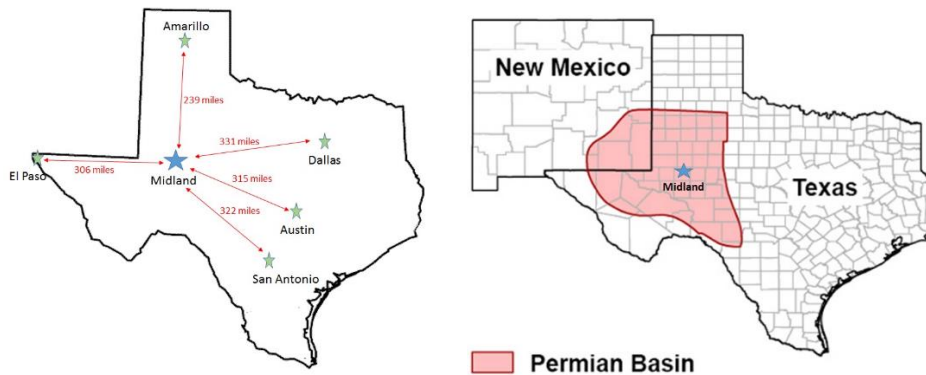 Amarillo
239 miles
331 miles
Dallas
306 miles
El Paso
Midland
315 miles
322 miles
Austin
San Antonio
New Mexico
Midland
Texas
Permian Basin